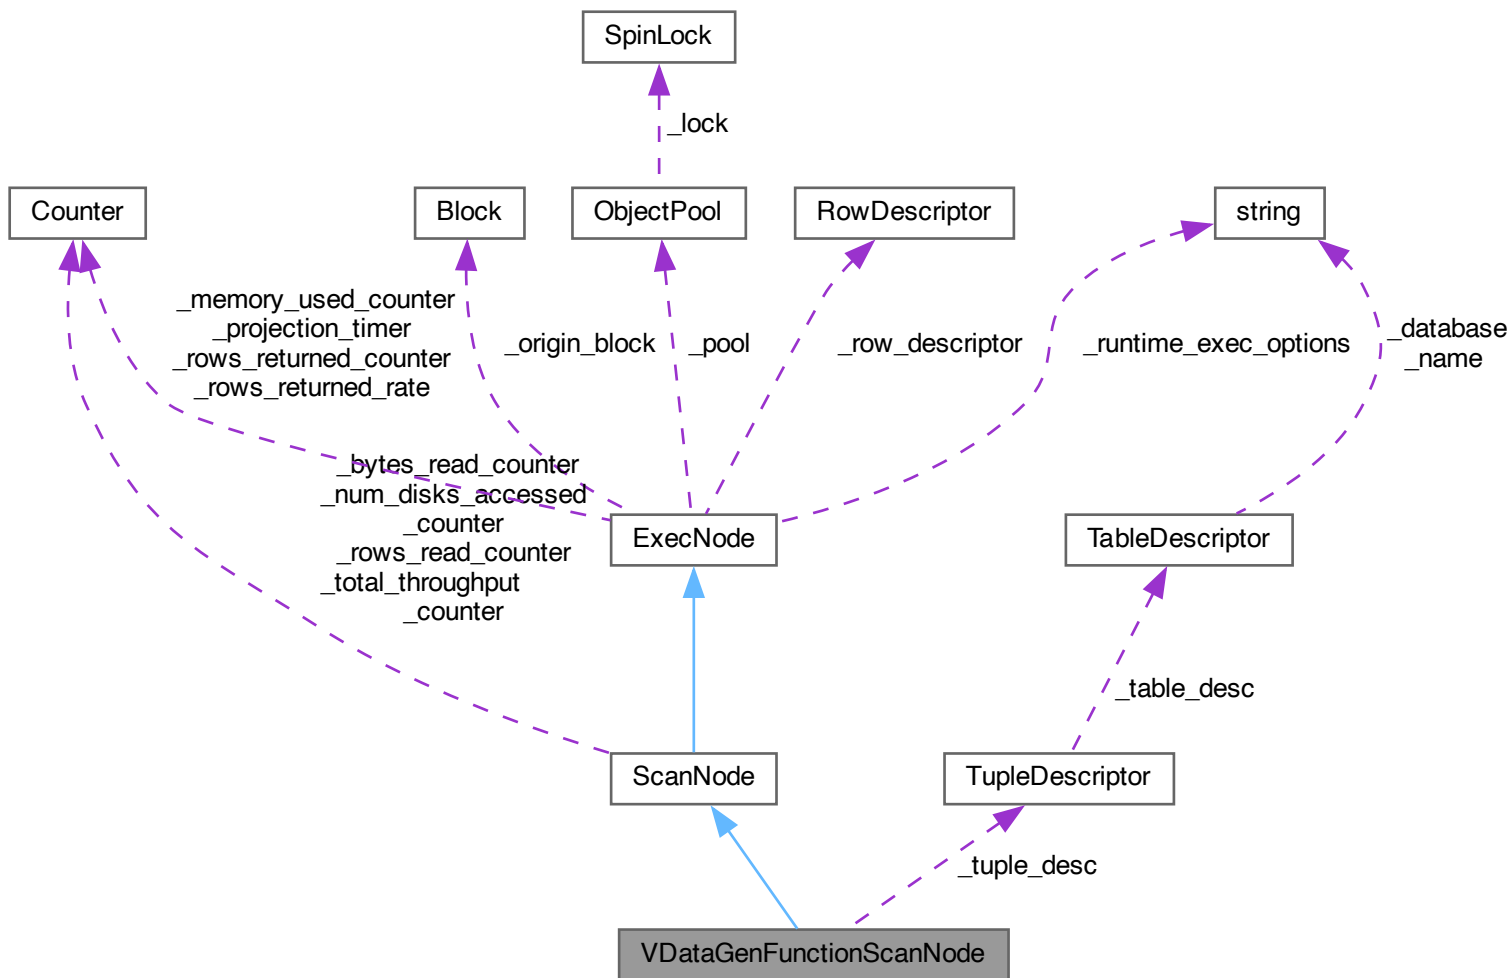 SpinLock
_lock
Counter
Block
ObjectPool
RowDescriptor
string
_memory_used_counter
_projection_timer
_rows_returned_counter
_rows_returned_rate
_origin_block
_pool
_row_descriptor
_runtime_exec_options
_database
_name
_bytes_read_counter
_num_disks_accessed
_counter
_rows_read_counter
_total_throughput
_counter
ExecNode
TableDescriptor
_table_desc
ScanNode
TupleDescriptor
_tuple_desc
VDataGenFunctionScanNode